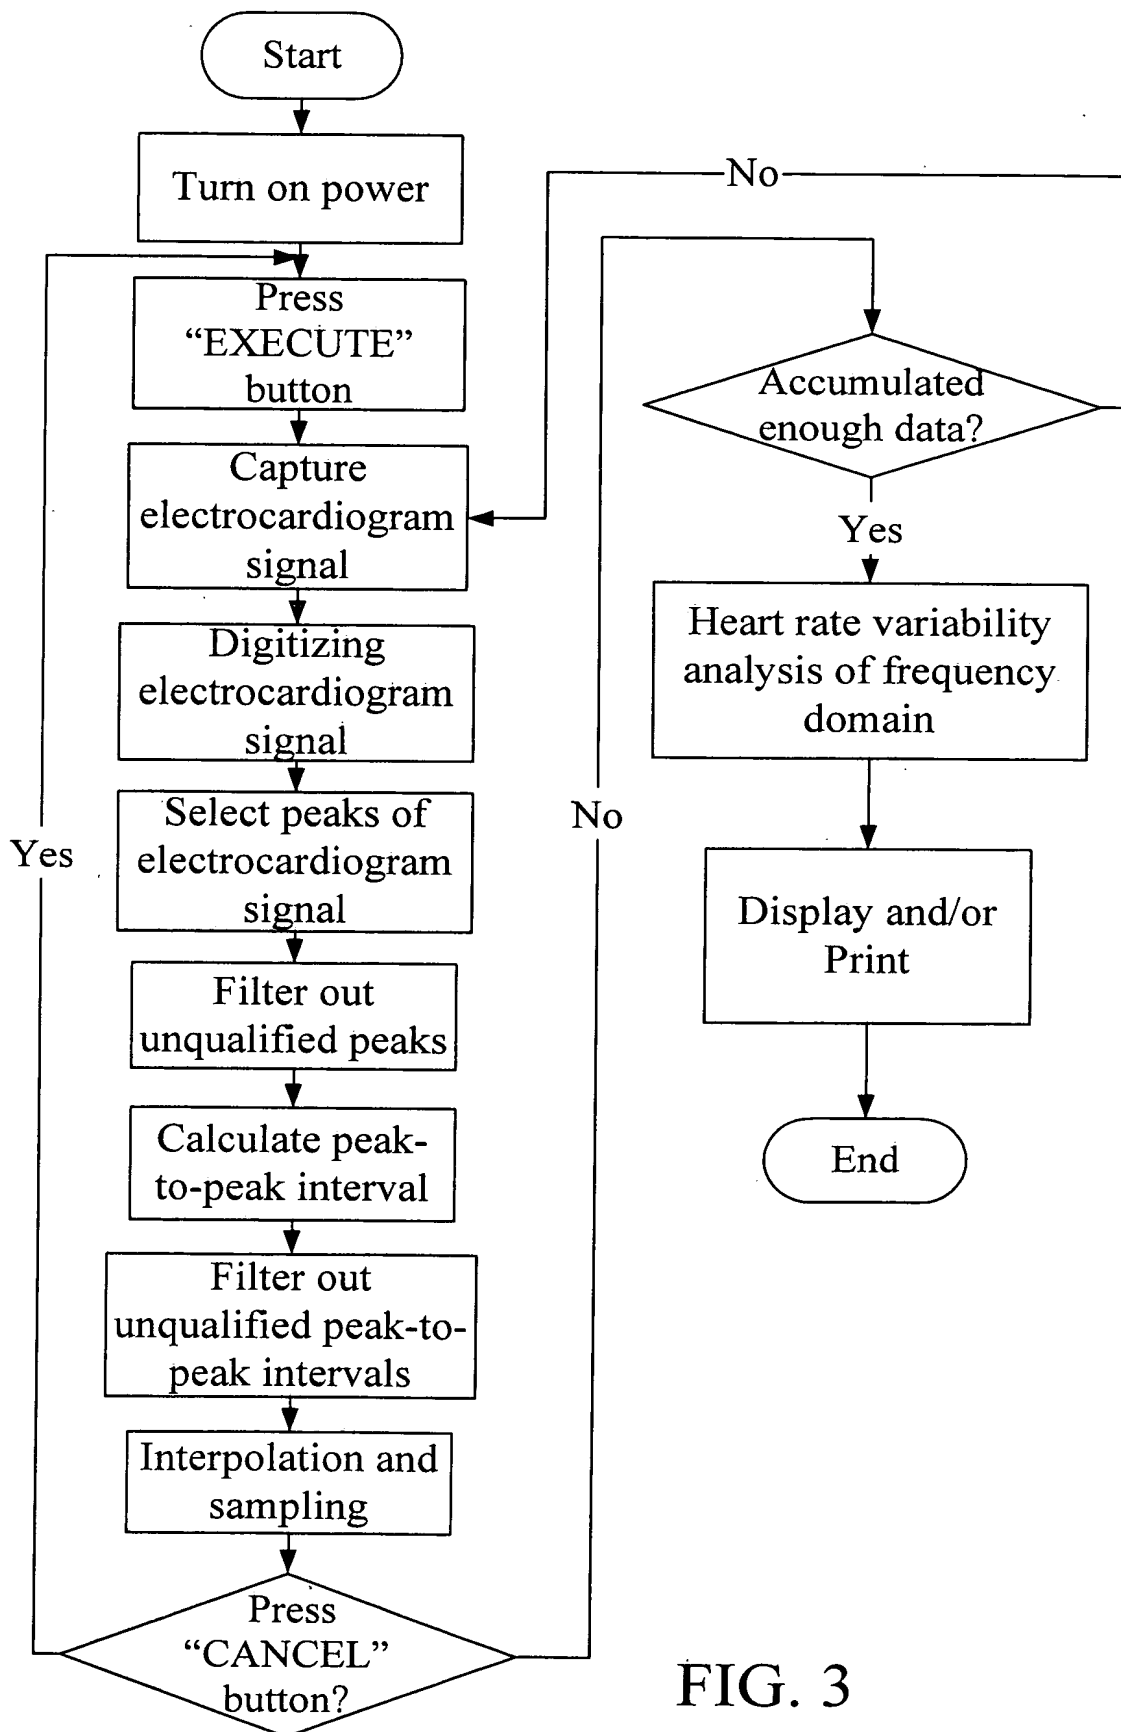 Start
Turn on power
Press
“EXECUTE”
button
Capture
electrocardiogram
signal
Digitizing
electrocardiogram
signal
Select peaks of
electrocardiogram
signal
Filter out
unqualified peaks
Calculate peak-
to-peak interval
Filter out
unqualified peak-to-
peak intervals
Interpolation and
sampling
Press
“CANCEL”
button?
Yes
No
No
Accumulated
enough data?
Yes
Heart rate variability
analysis of frequency
domain
Display and/or
Print
End
FIG. 3